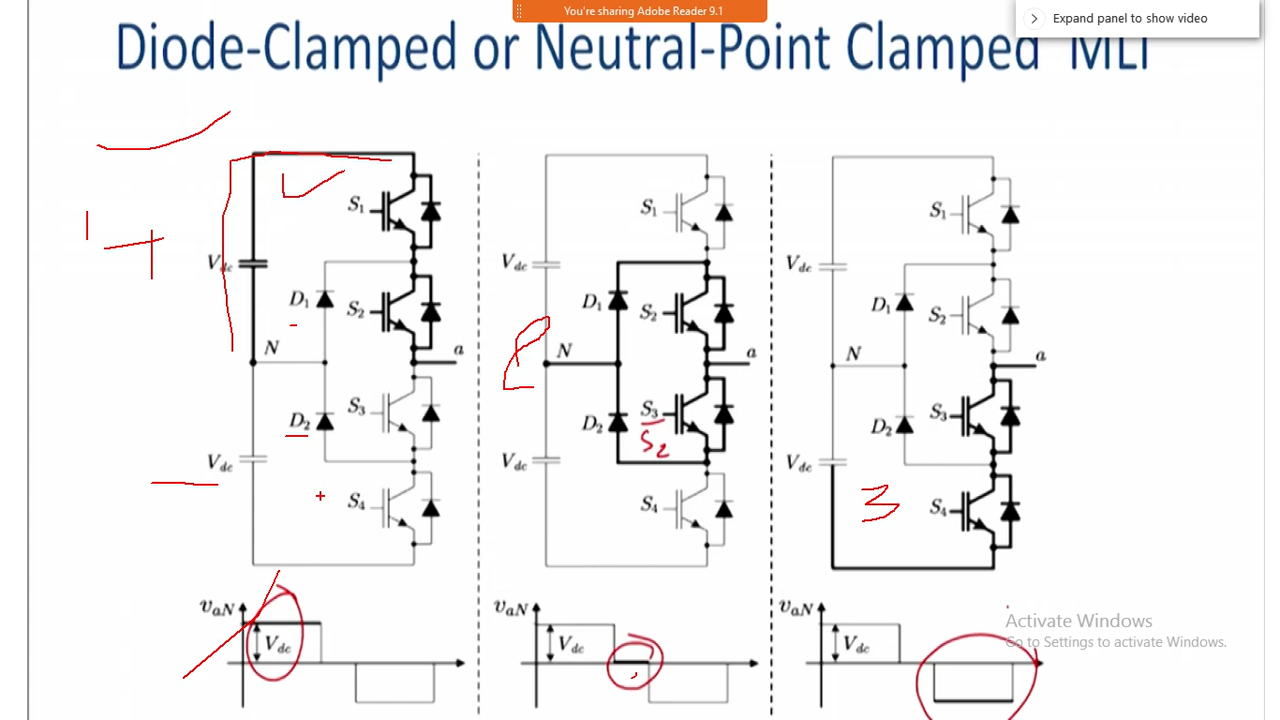 You're sharing Adobe Reader 9.1
Expand panel to show video
Diode-Clamped or Neutral-Point Clamped MLI
S1
Vdc
D1
S2
N
a
D2
S3
Vdc
S4
vaN
Vdc
S1
Vdc
D1
S2
N
a
D2
S3
S2
Vdc
S4
vaN
Vdc
S1
Vdc
D1
S2
N
a
D2
S3
Vdc
3
S4
vaN
Vdc
Activate Windows
Go to Settings to activate Windows.